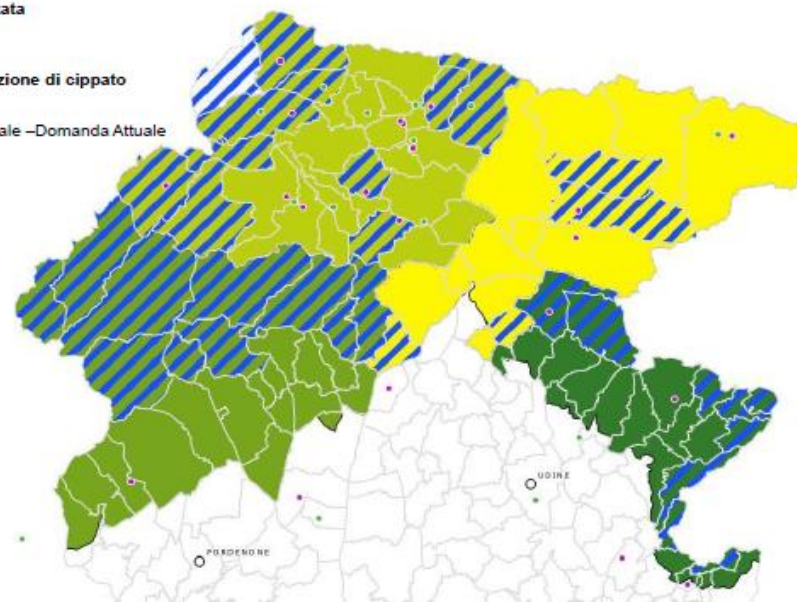 ata
zione di cippato
ale –Domanda Attuale
UDINE
PORDENONE